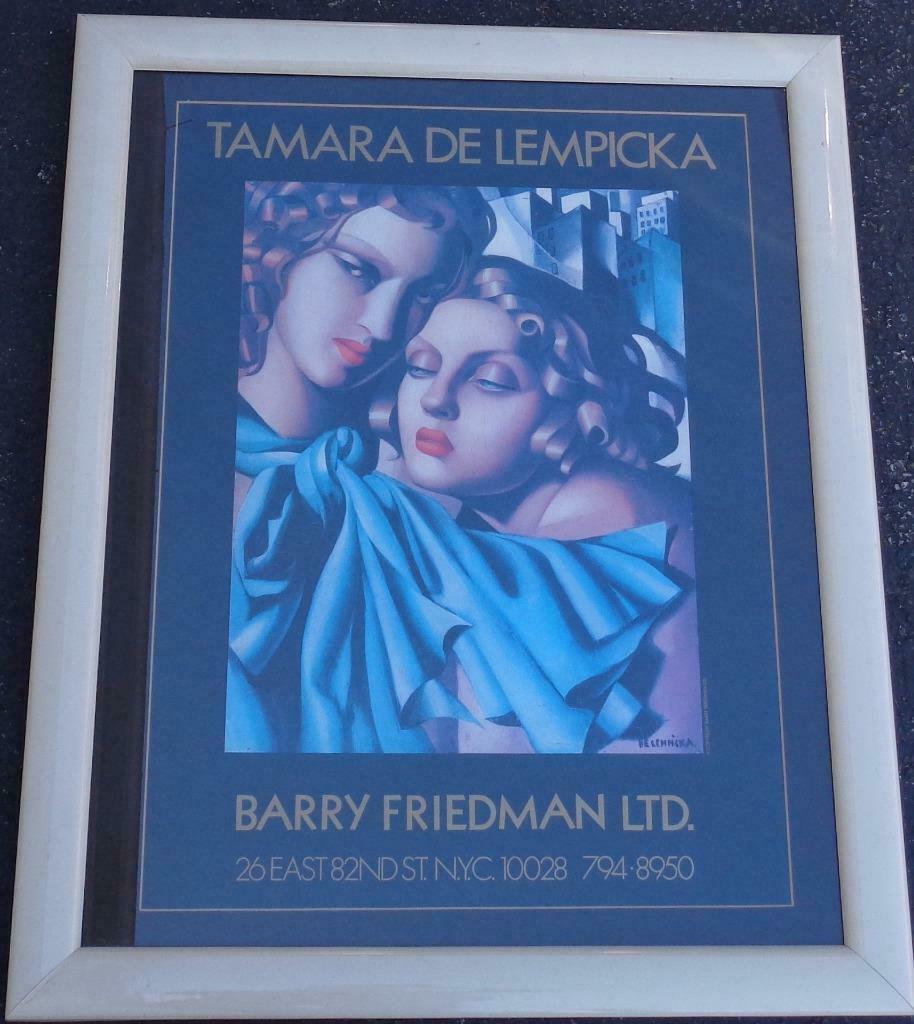 TAMARA DE LEMPICKA
DE LEMPICKA.
BARRY FRIEDMAN LTD.
26 EAST 82ND ST. N.Y.C. 10028 794·8950